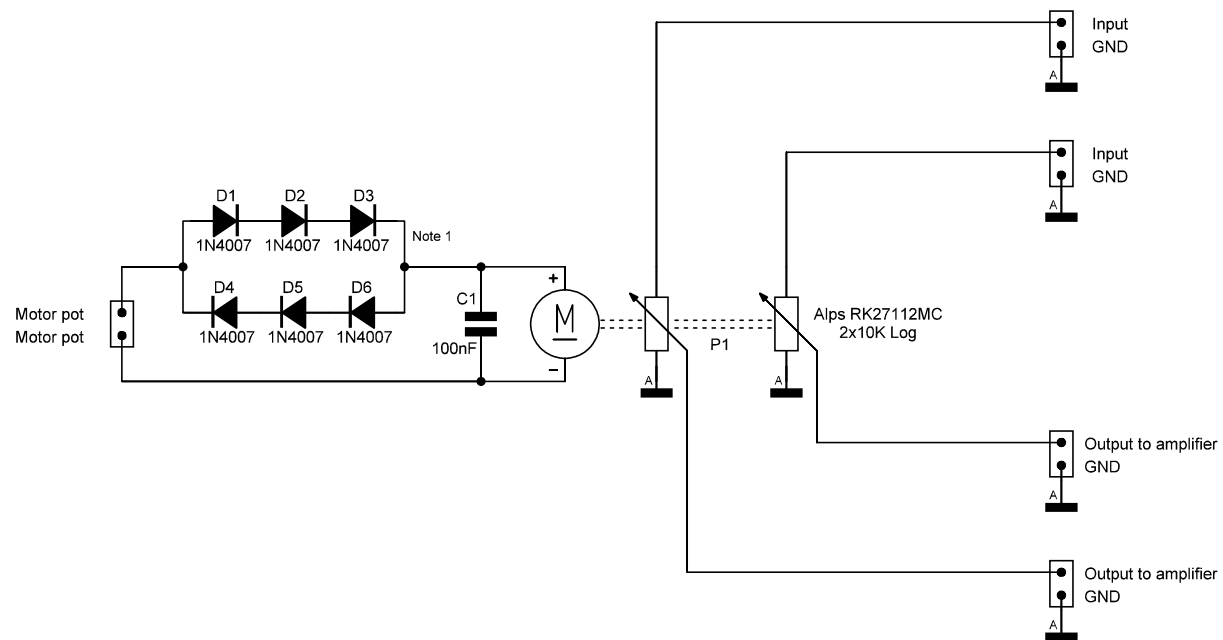 Input
GND
A
Input
GND
A
D1 D2 D3
1N4007 1N4007 1N4007
Note 1
D4 D5 D6
1N4007 1N4007 1N4007
Motor pot
Motor pot
C1
100nF
+
M
−
A
P1
A
Alps RK27112MC
2x10K Log
Output to amplifier
GND
A
Output to amplifier
GND
A